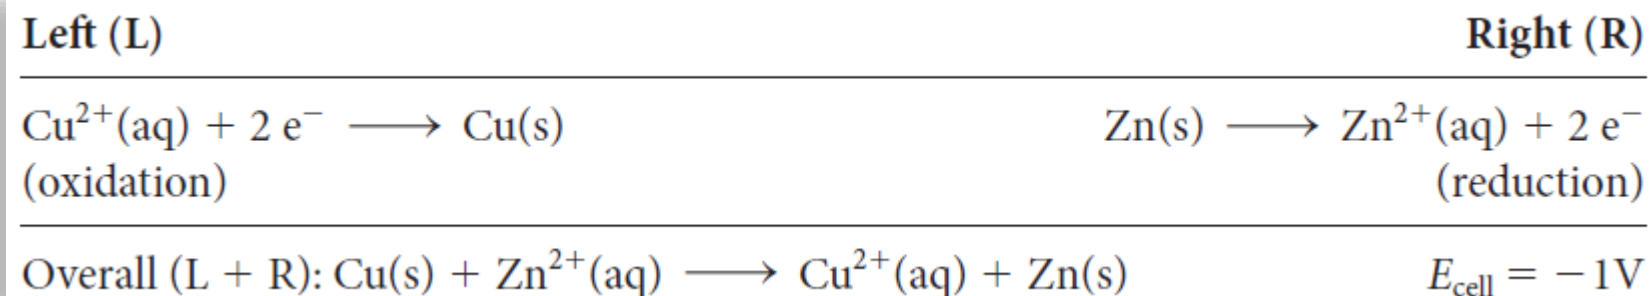 Left (L) Right (R)
Cu²⁺(aq) + 2 e⁻ ⟶ Cu(s) Zn(s) ⟶ Zn²⁺(aq) + 2 e⁻
(oxidation) (reduction)
Overall (L + R): Cu(s) + Zn²⁺(aq) ⟶ Cu²⁺(aq) + Zn(s) E_cell = −1V